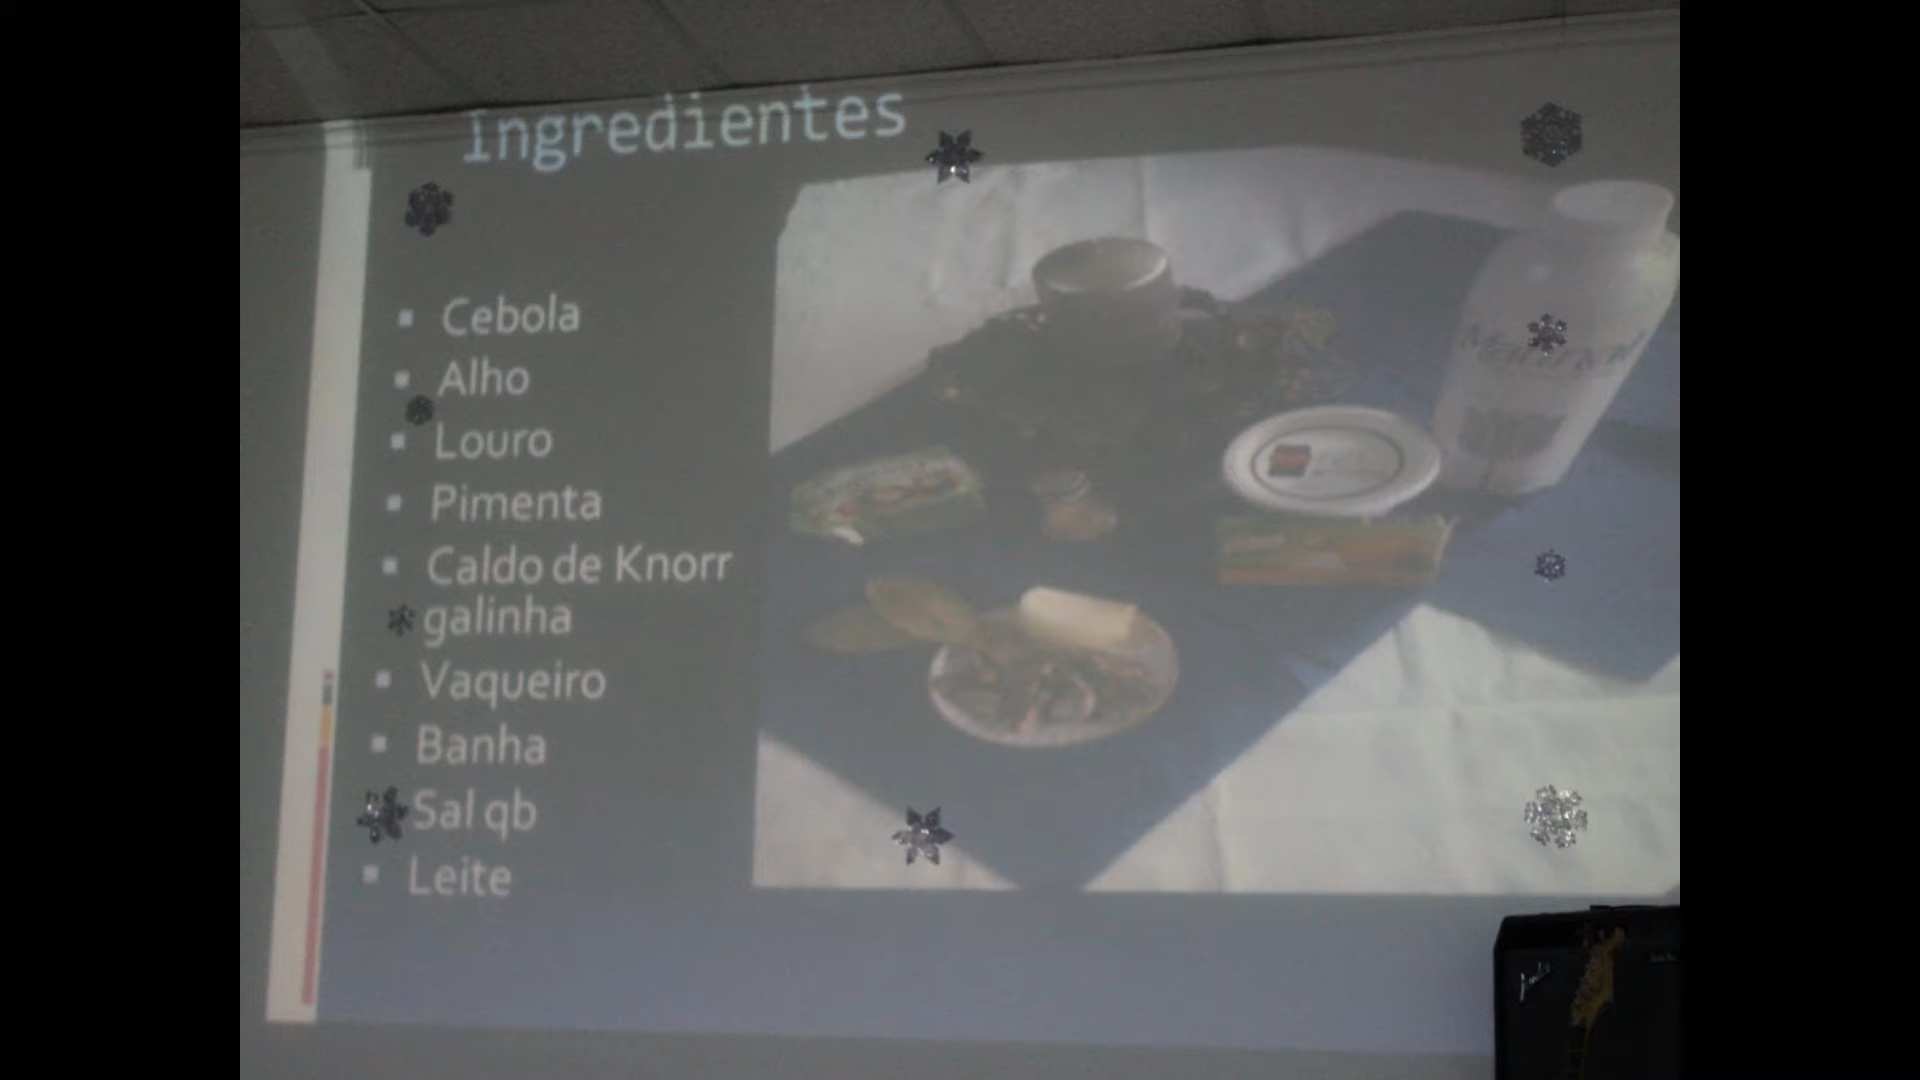 Ingredientes
Cebola
Alho
Louro
Pimenta
Caldo de Knorr
galinha
Vaqueiro
Banha
Sal qb
Leite